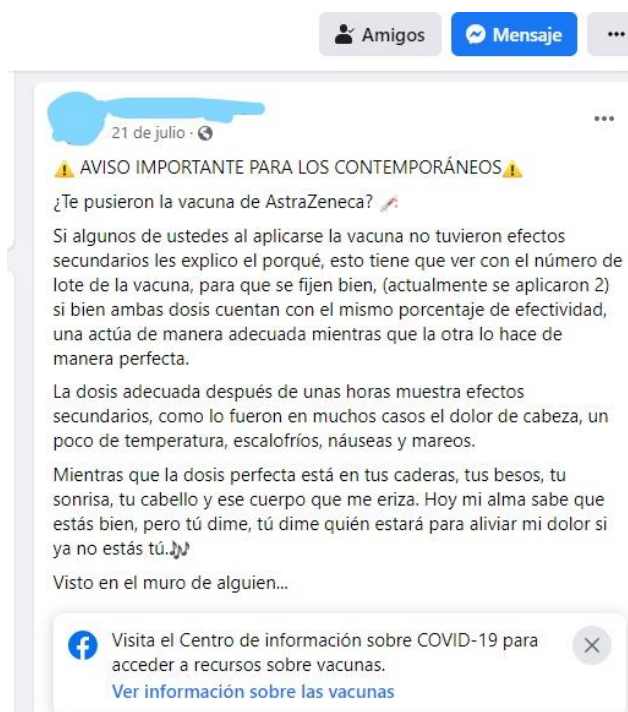 Amigos
Mensaje
21 de julio ·
⚠ AVISO IMPORTANTE PARA LOS CONTEMPORÁNEOS⚠
¿Te pusieron la vacuna de AstraZeneca? 💉
Si algunos de ustedes al aplicarse la vacuna no tuvieron efectos
secundarios les explico el porqué, esto tiene que ver con el número de
lote de la vacuna, para que se fijen bien, (actualmente se aplicaron 2)
si bien ambas dosis cuentan con el mismo porcentaje de efectividad,
una actúa de manera adecuada mientras que la otra lo hace de
manera perfecta.
La dosis adecuada después de unas horas muestra efectos
secundarios, como lo fueron en muchos casos el dolor de cabeza, un
poco de temperatura, escalofríos, náuseas y mareos.
Mientras que la dosis perfecta está en tus caderas, tus besos, tu
sonrisa, tu cabello y ese cuerpo que me eriza. Hoy mi alma sabe que
estás bien, pero tú dime, tú dime quién estará para aliviar mi dolor si
ya no estás tú.🎶
Visto en el muro de alguien...
Visita el Centro de información sobre COVID-19 para
acceder a recursos sobre vacunas.
Ver información sobre las vacunas